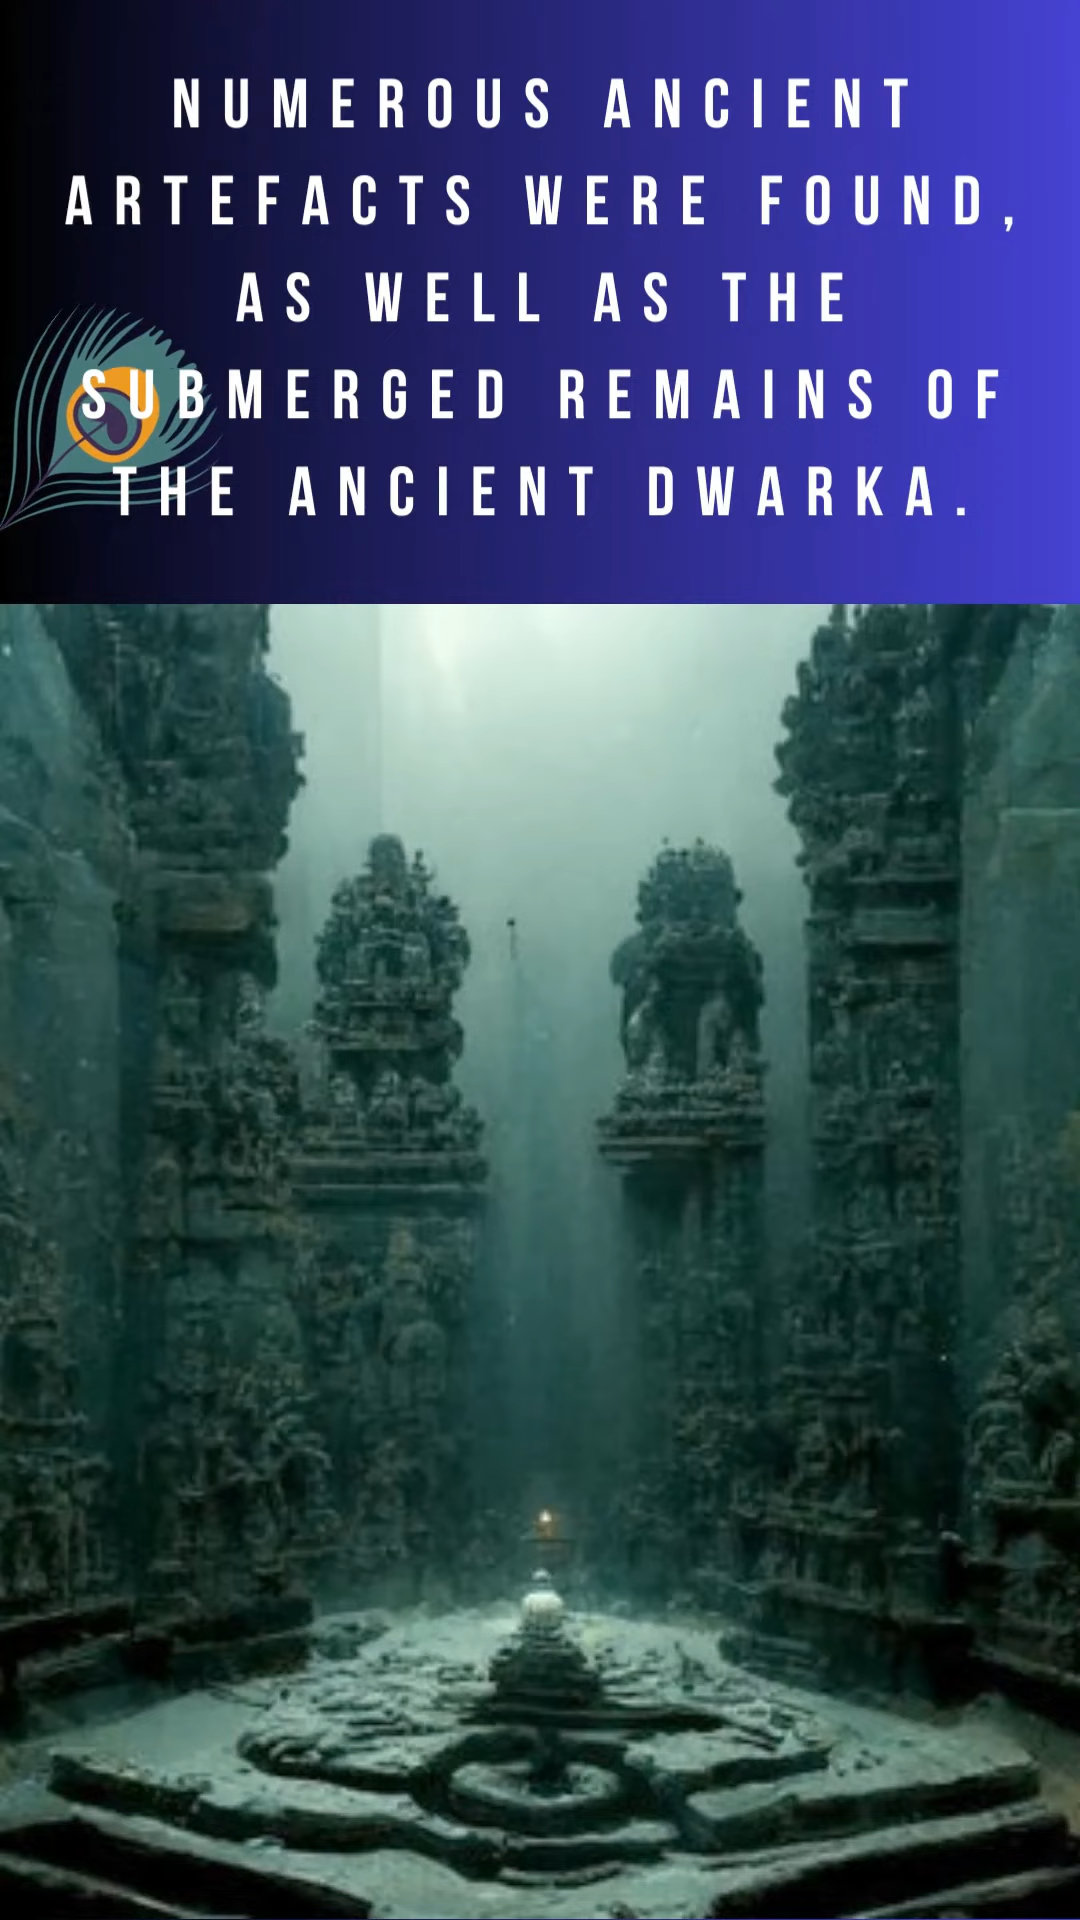 NUMEROUS ANCIENT
ARTEFACTS WERE FOUND,
AS WELL AS THE
SUBMERGED REMAINS OF
THE ANCIENT DWARKA.